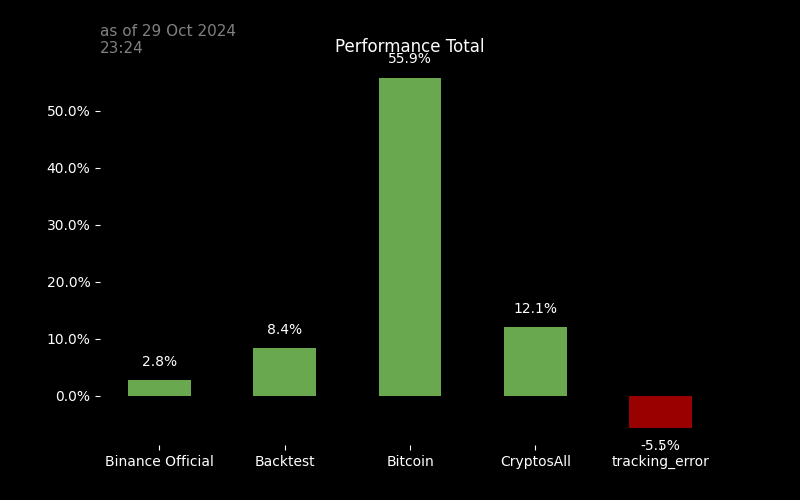 as of 29 Oct 2024
23:24
Performance Total
55.9%
50.0%
40.0%
30.0%
20.0%
12.1%
10.0%
8.4%
2.8%
0.0%
-5.5%
Binance Official
Backtest
Bitcoin
CryptosAll
tracking_error